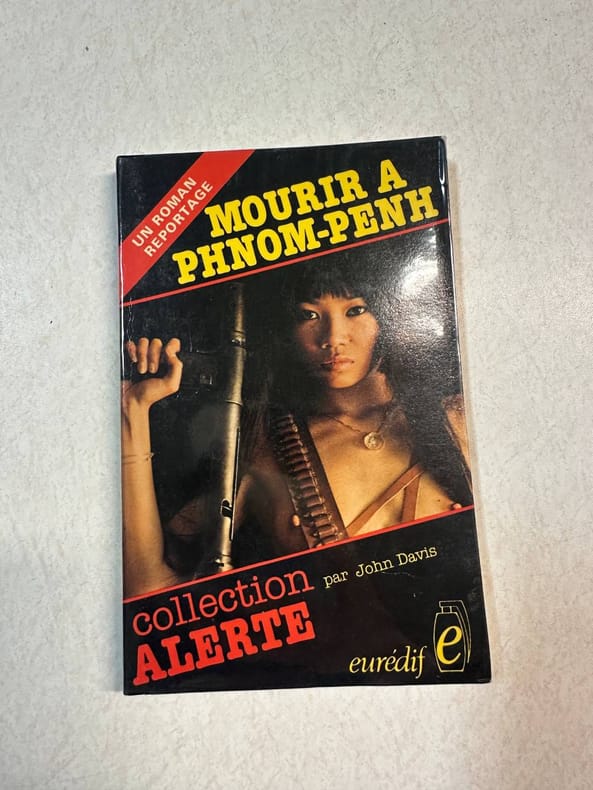 UN ROMAN
REPORTAGE
MOURIR A
PHNOM-PENH
collection
par John Davis
ALERTE
eurédif e